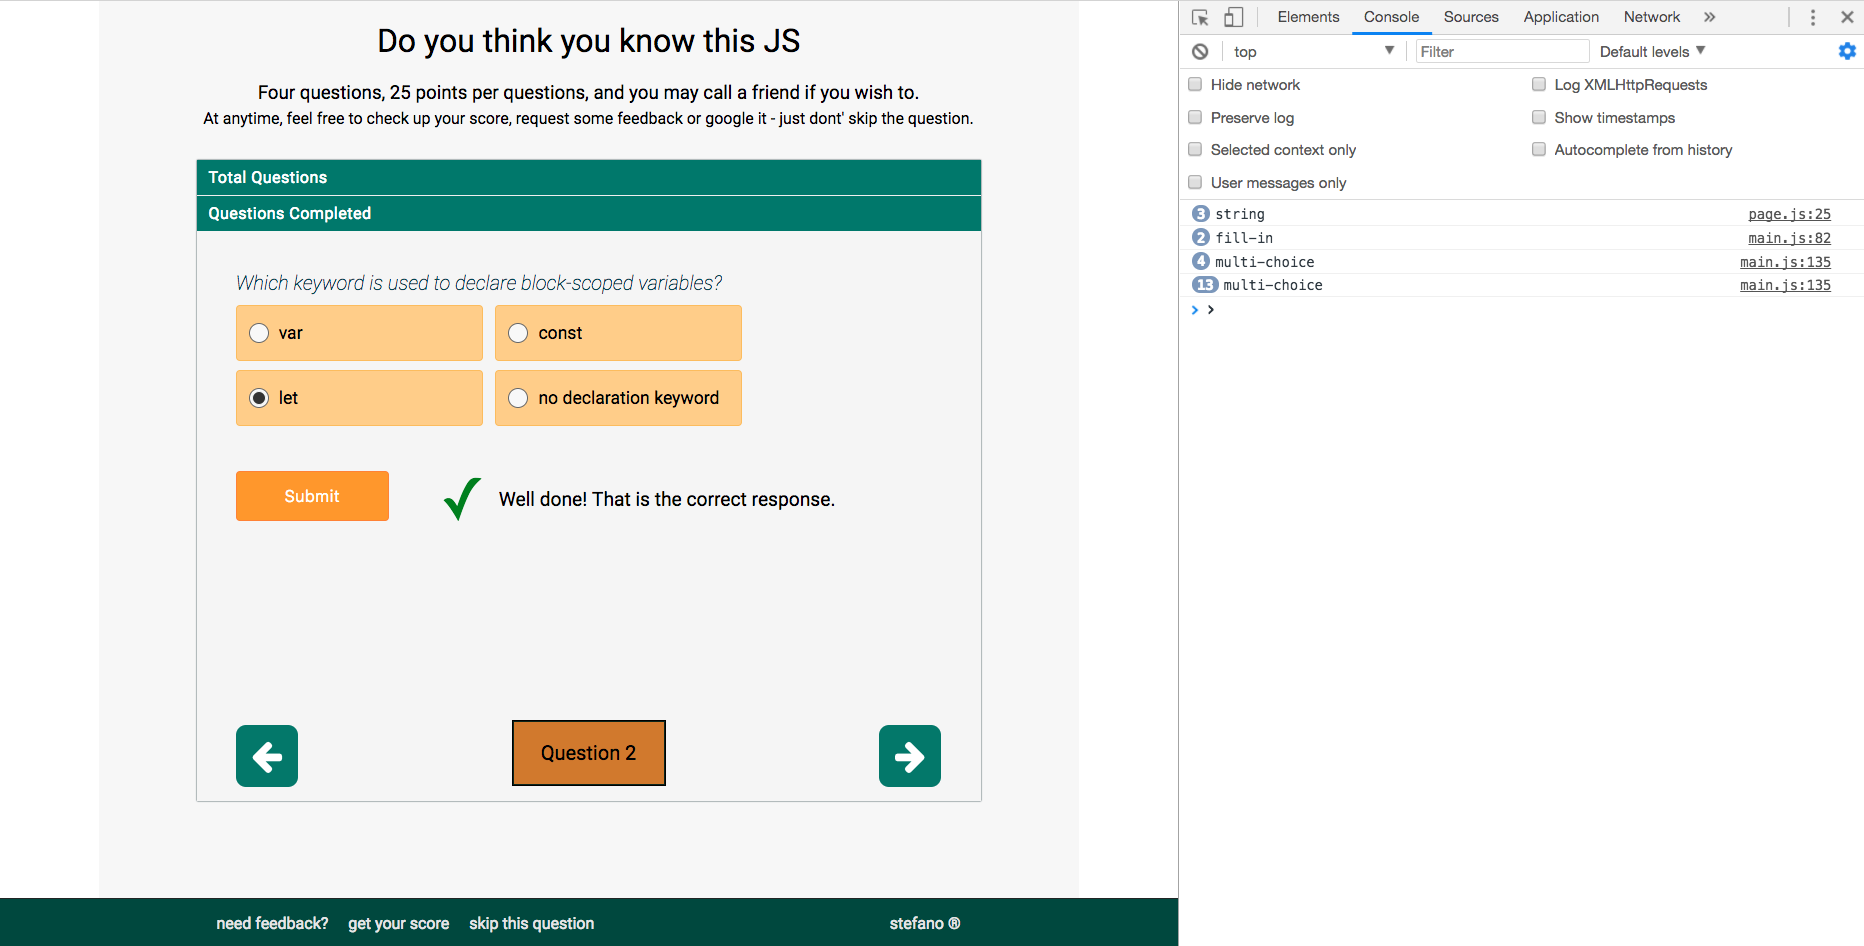 Do you think you know this JS
Four questions, 25 points per questions, and you may call a friend if you wish to.
At anytime, feel free to check up your score, request some feedback or google it - just dont' skip the question.
Total Questions
Questions Completed
Which keyword is used to declare block-scoped variables?
var
const
let
no declaration keyword
Submit
Well done! That is the correct response.
Question 2
need feedback? get your score skip this question stefano ®
Elements Console Sources Application Network »
top Filter Default levels
Hide network
Log XMLHttpRequests
Preserve log
Show timestamps
Selected context only
Autocomplete from history
User messages only
3 string page.js:25
2 fill-in main.js:82
4 multi-choice main.js:135
13 multi-choice main.js:135
> >